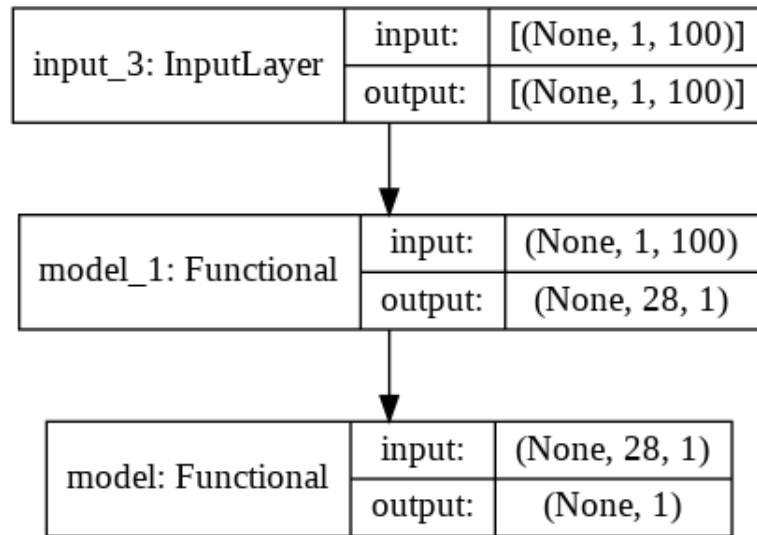 input_3: InputLayer
input:
[(None, 1, 100)]
output:
[(None, 1, 100)]
model_1: Functional
input:
(None, 1, 100)
output:
(None, 28, 1)
model: Functional
input:
(None, 28, 1)
output:
(None, 1)